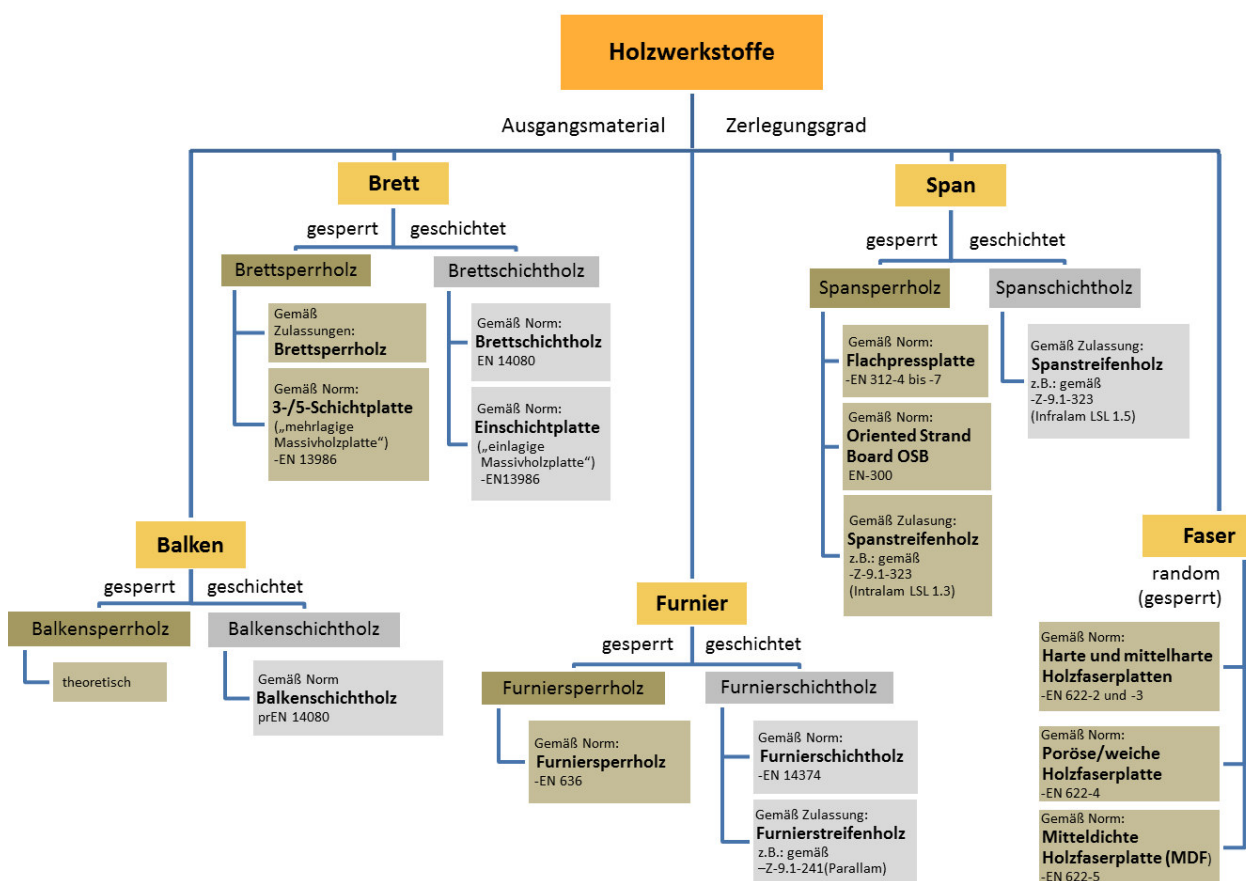 Holzwerkstoffe
Ausgangsmaterial
Zerlegungsgrad
Brett
gesperrt
geschichtet
Brettsperrholz
Gemäß
Zulassungen:
Brettsperrholz
Gemäß Norm:
3-/5-Schichtplatte
(„mehrlagige
Massivholzplatte“)
-EN 13986
Brettschichtholz
Gemäß Norm:
Brettschichtholz
EN 14080
Gemäß Norm:
Einschichtplatte
(„einlagige
Massivholzplatte“)
-EN13986
Span
gesperrt
geschichtet
Spansperrholz
Gemäß Norm:
Flachpressplatte
-EN 312-4 bis -7
Gemäß Norm:
Oriented Strand
Board OSB
EN-300
Gemäß Zulasung:
Spanstreifenholz
z.B.: gemäß
-Z-9.1-323
(Intralam LSL 1.3)
Spanschichtholz
Gemäß Zulassung:
Spanstreifenholz
z.B.: gemäß
-Z-9.1-323
(Infralam LSL 1.5)
Balken
gesperrt
geschichtet
Balkensperrholz
theoretisch
Balkenschichtholz
Gemäß Norm
Balkenschichtholz
prEN 14080
Furnier
gesperrt
geschichtet
Furniersperrholz
Gemäß Norm:
Furniersperrholz
-EN 636
Furnierschichtholz
Gemäß Norm:
Furnierschichtholz
-EN 14374
Gemäß Zulassung:
Furnierstreifenholz
z.B.: gemäß
–Z-9.1-241(Parallam)
Faser
random
(gesperrt)
Gemäß Norm:
Harte und mittelharte
Holzfaserplatten
-EN 622-2 und -3
Gemäß Norm:
Poröse/weiche
Holzfaserplatte
-EN 622-4
Gemäß Norm:
Mitteldichte
Holzfaserplatte (MDF)
-EN 622-5